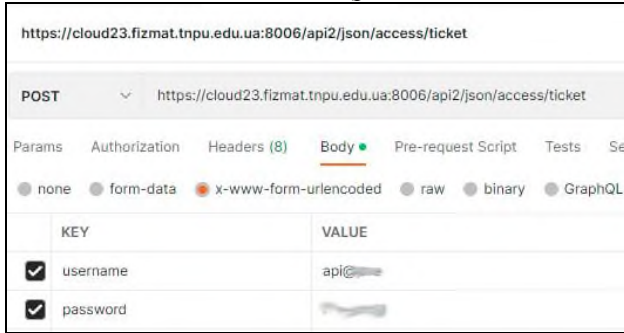 https://cloud23.fizmat.tnpu.edu.ua:8006/api2/json/access/ticket
POST https://cloud23.fizmat.tnpu.edu.ua:8006/api2/json/access/ticket
Params Authorization Headers (8) Body Pre-request Script Tests Se
none form-data x-www-form-urlencoded raw binary GraphQL
KEY VALUE
username api@
password